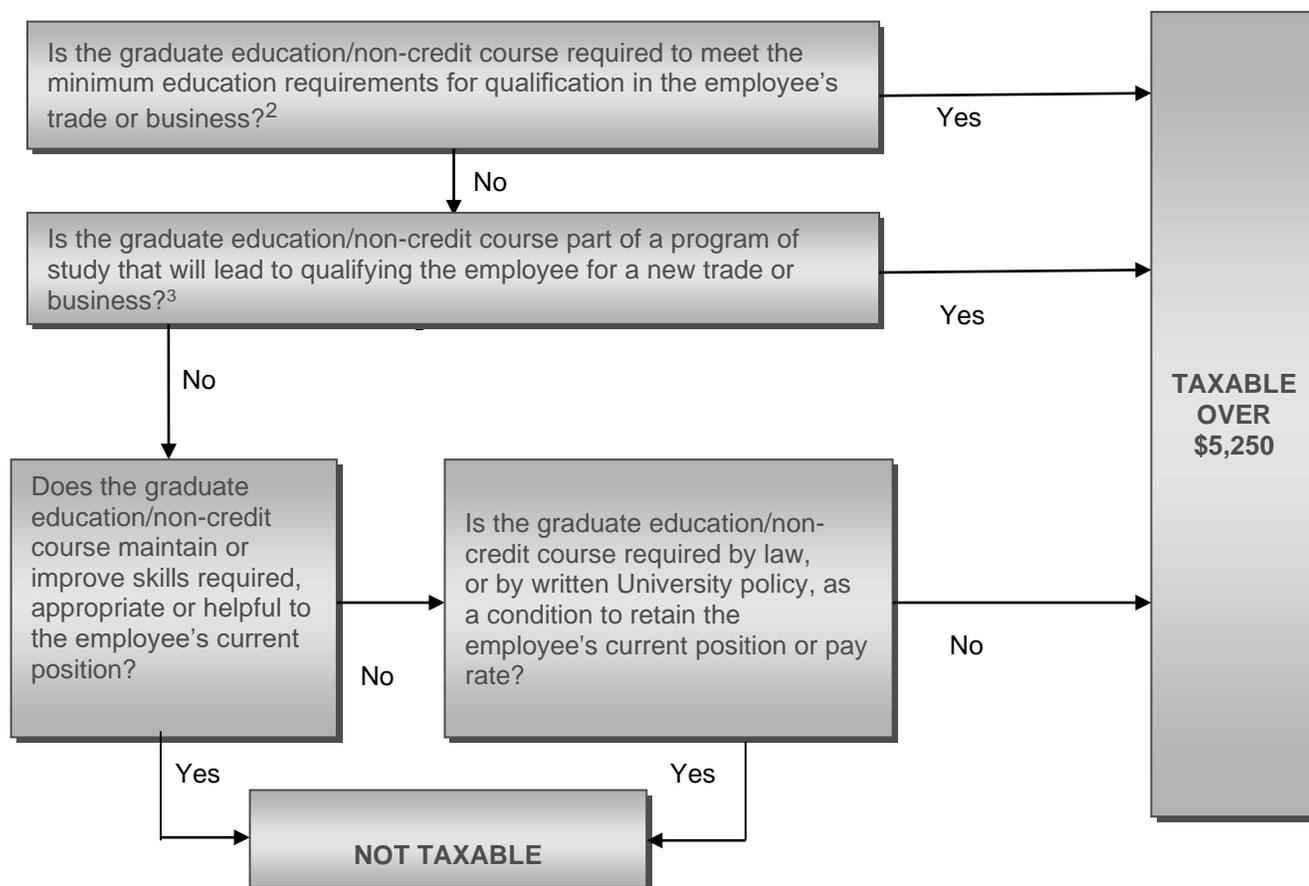 Is the graduate education/non-credit course required to meet the
minimum education requirements for qualification in the employee’s
trade or business?²
Yes
No
Is the graduate education/non-credit course part of a program of
study that will lead to qualifying the employee for a new trade or
business?³
Yes
No
TAXABLE
OVER
$5,250
Does the graduate
education/non-credit
course maintain or
improve skills required,
appropriate or helpful to
the employee’s current
position?
No
Is the graduate education/non-
credit course required by law,
or by written University policy, as
a condition to retain the
employee's current position or pay
rate?
No
Yes
Yes
NOT TAXABLE